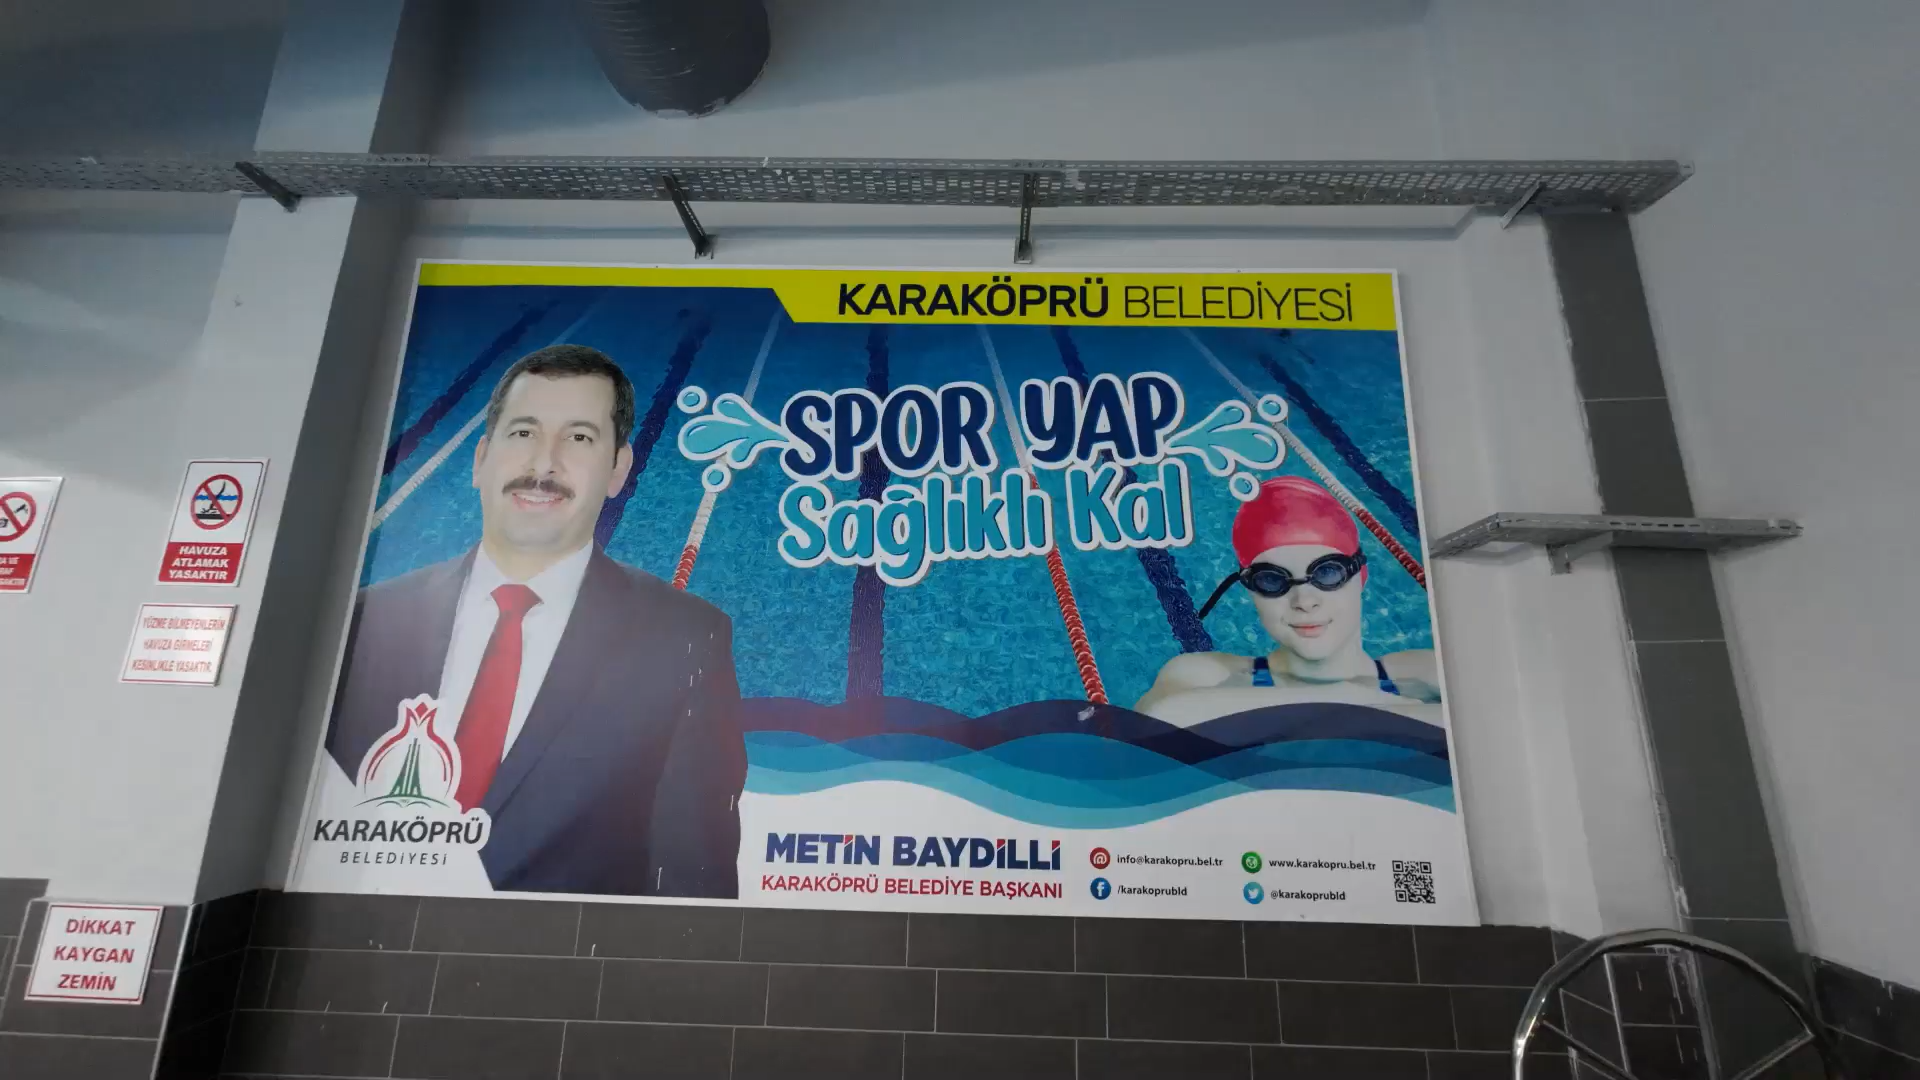 KARAKÖPRÜ BELEDİYESİ
SPOR YAP
Sağlıklı Kal
HAVUZA
ATLAMAK
YASAKTIR
YÜZME BİLMEYENLERİN
HAVUZA GİRMELERİ
KESİNLİKLE YASAKTIR.
KARAKÖPRÜ
BELEDİYESİ
METİN BAYDİLLİ
KARAKÖPRÜ BELEDİYE BAŞKANI
info@karakopru.bel.tr
www.karakopru.bel.tr
/karakoprubld
@karakoprubld
DİKKAT
KAYGAN
ZEMİN